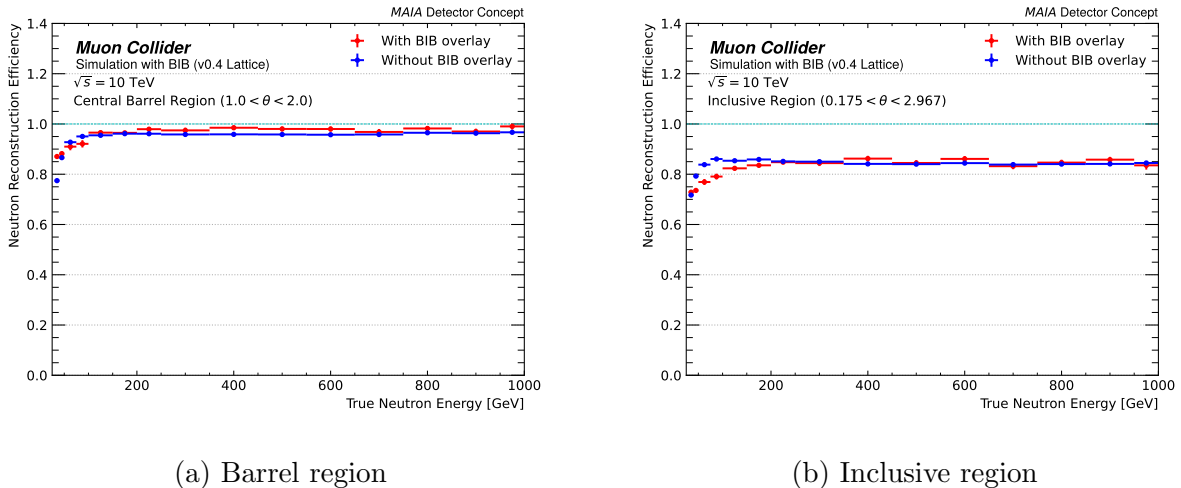 MAIA Detector Concept
Muon Collider
Simulation with BIB (v0.4 Lattice)
√s = 10 TeV
Central Barrel Region (1.0 < θ < 2.0)
With BIB overlay
Without BIB overlay
Neutron Reconstruction Efficiency
1.4
1.2
1.0
0.8
0.6
0.4
0.2
0.0
200 400 600 800 1000
True Neutron Energy [GeV]
(a) Barrel region
MAIA Detector Concept
Muon Collider
Simulation with BIB (v0.4 Lattice)
√s = 10 TeV
Inclusive Region (0.175 < θ < 2.967)
With BIB overlay
Without BIB overlay
Neutron Reconstruction Efficiency
1.4
1.2
1.0
0.8
0.6
0.4
0.2
0.0
200 400 600 800 1000
True Neutron Energy [GeV]
(b) Inclusive region